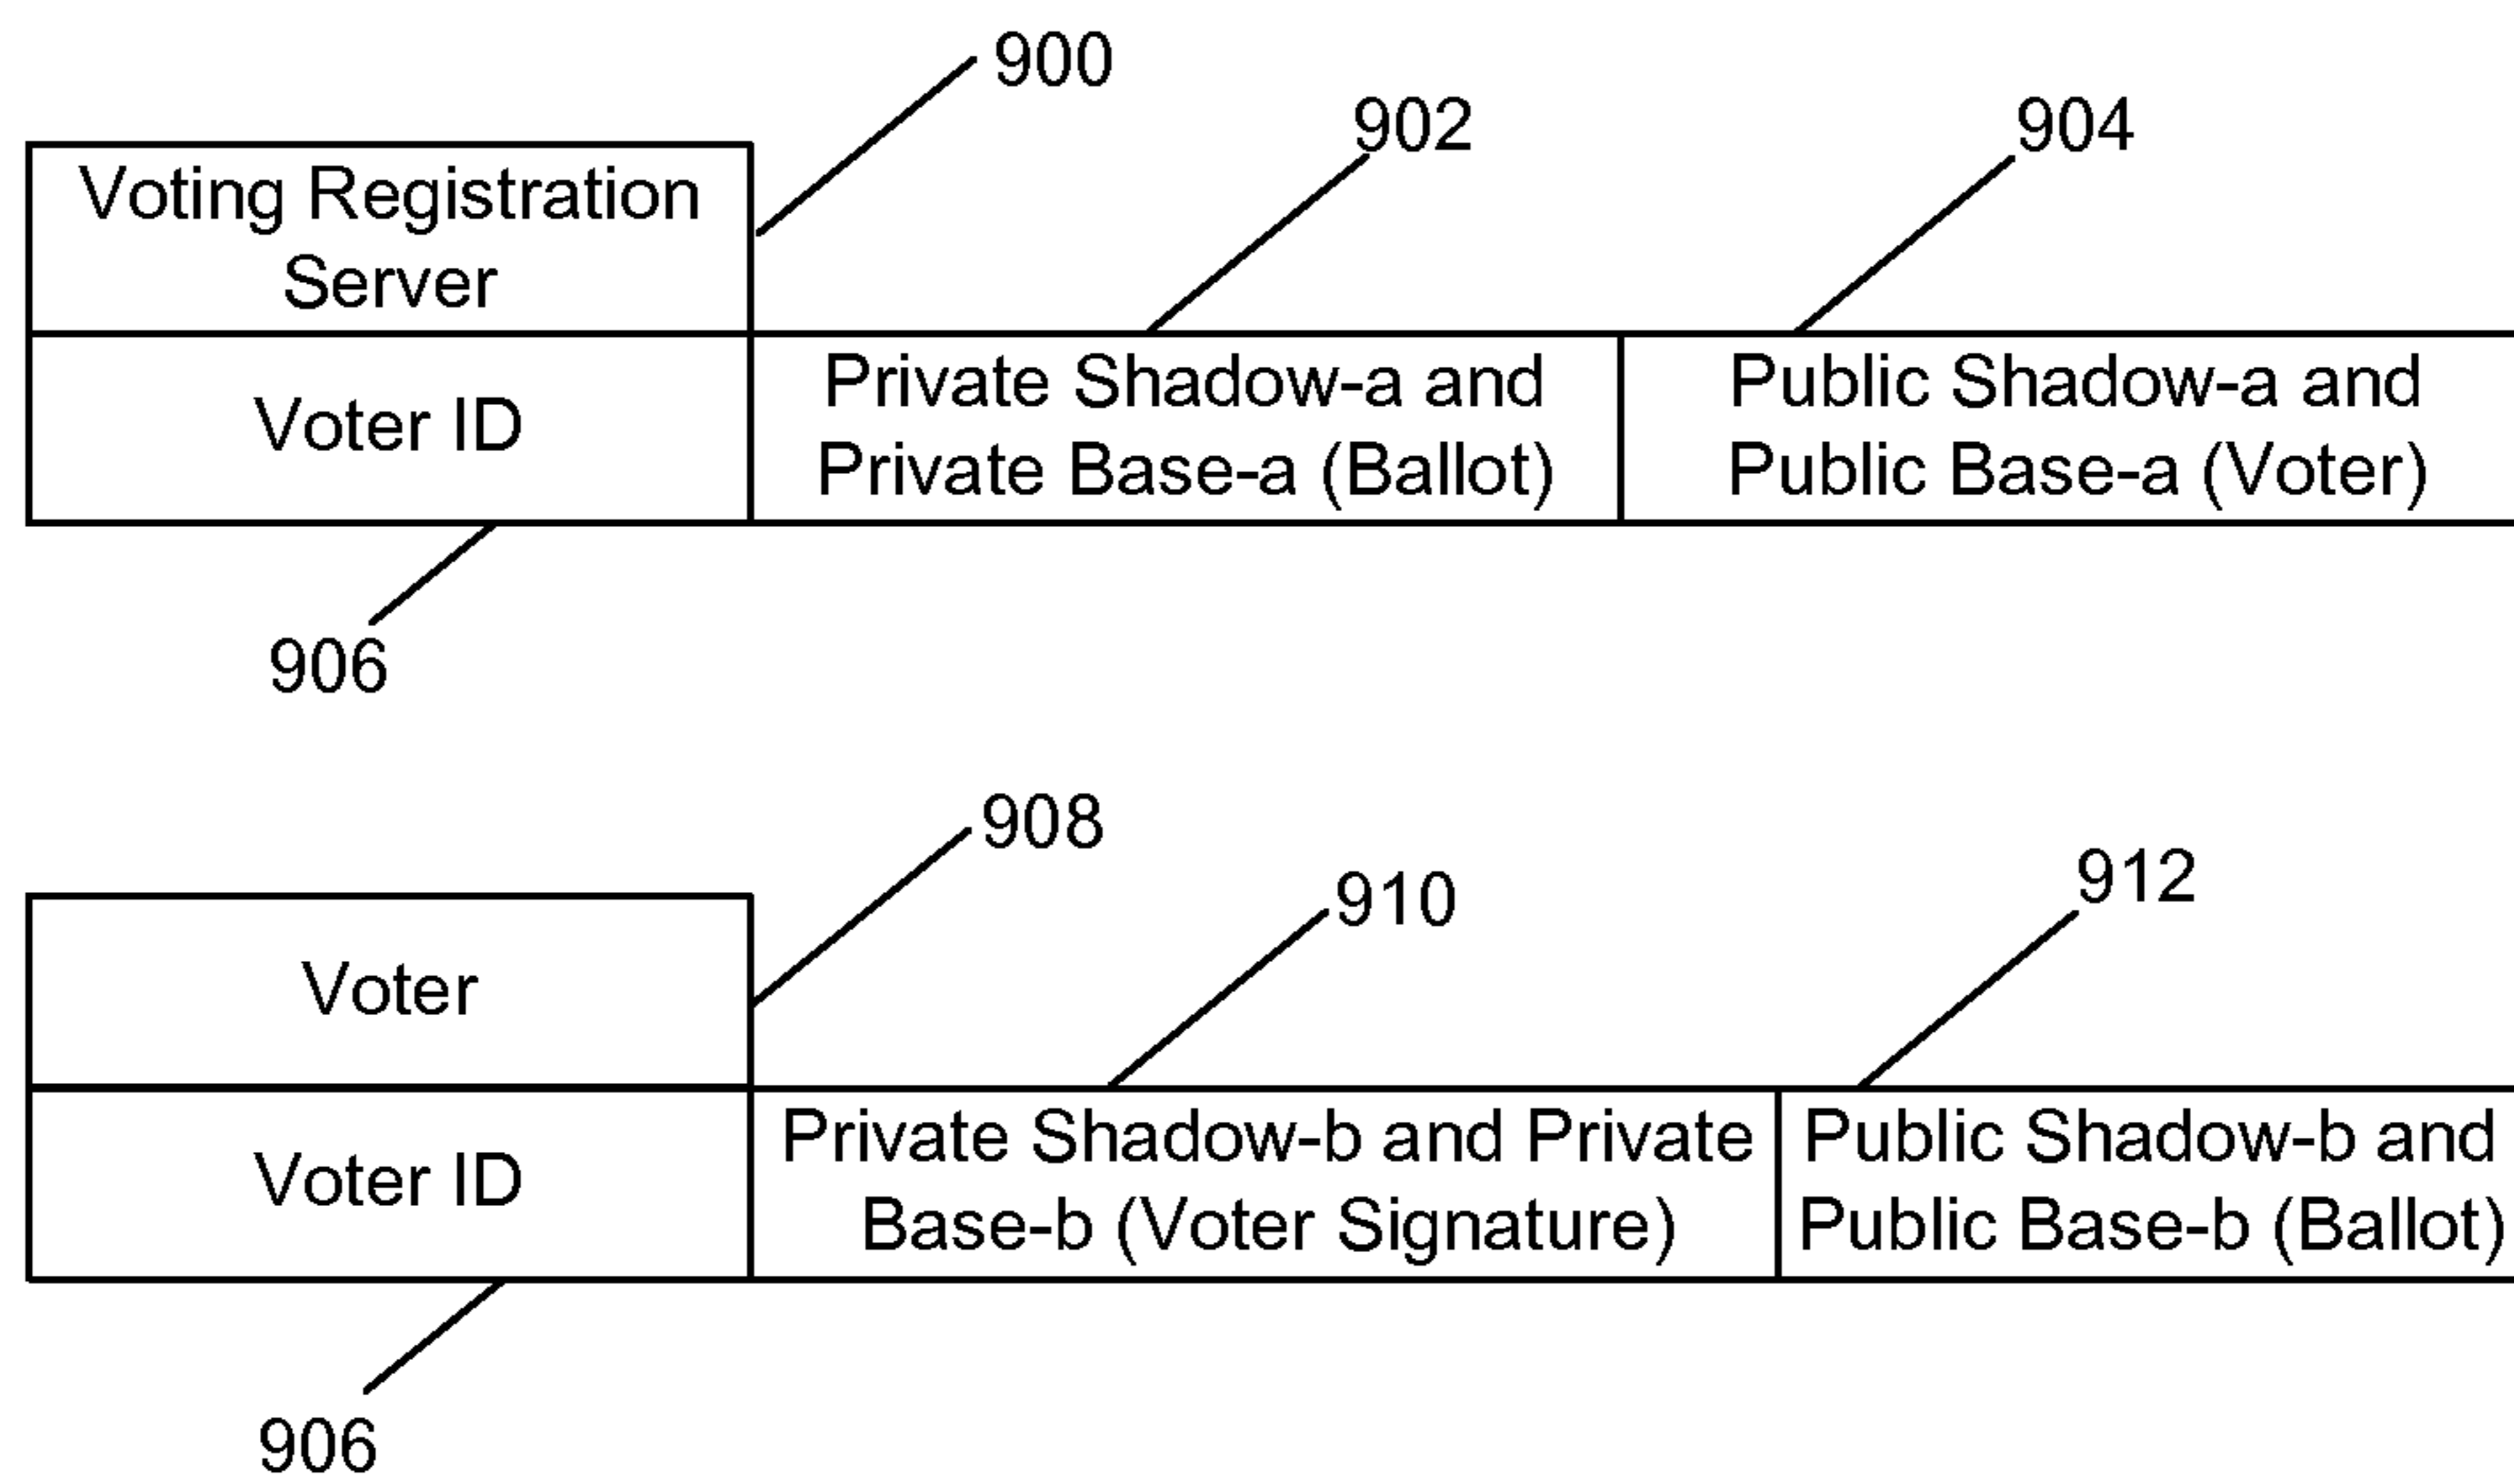 900
902
904
Voting Registration
Server
Voter ID
Private Shadow-a and
Private Base-a (Ballot)
Public Shadow-a and
Public Base-a (Voter)
906
908
910
912
Voter
Voter ID
Private Shadow-b and Private
Base-b (Voter Signature)
Public Shadow-b and
Public Base-b (Ballot)
906